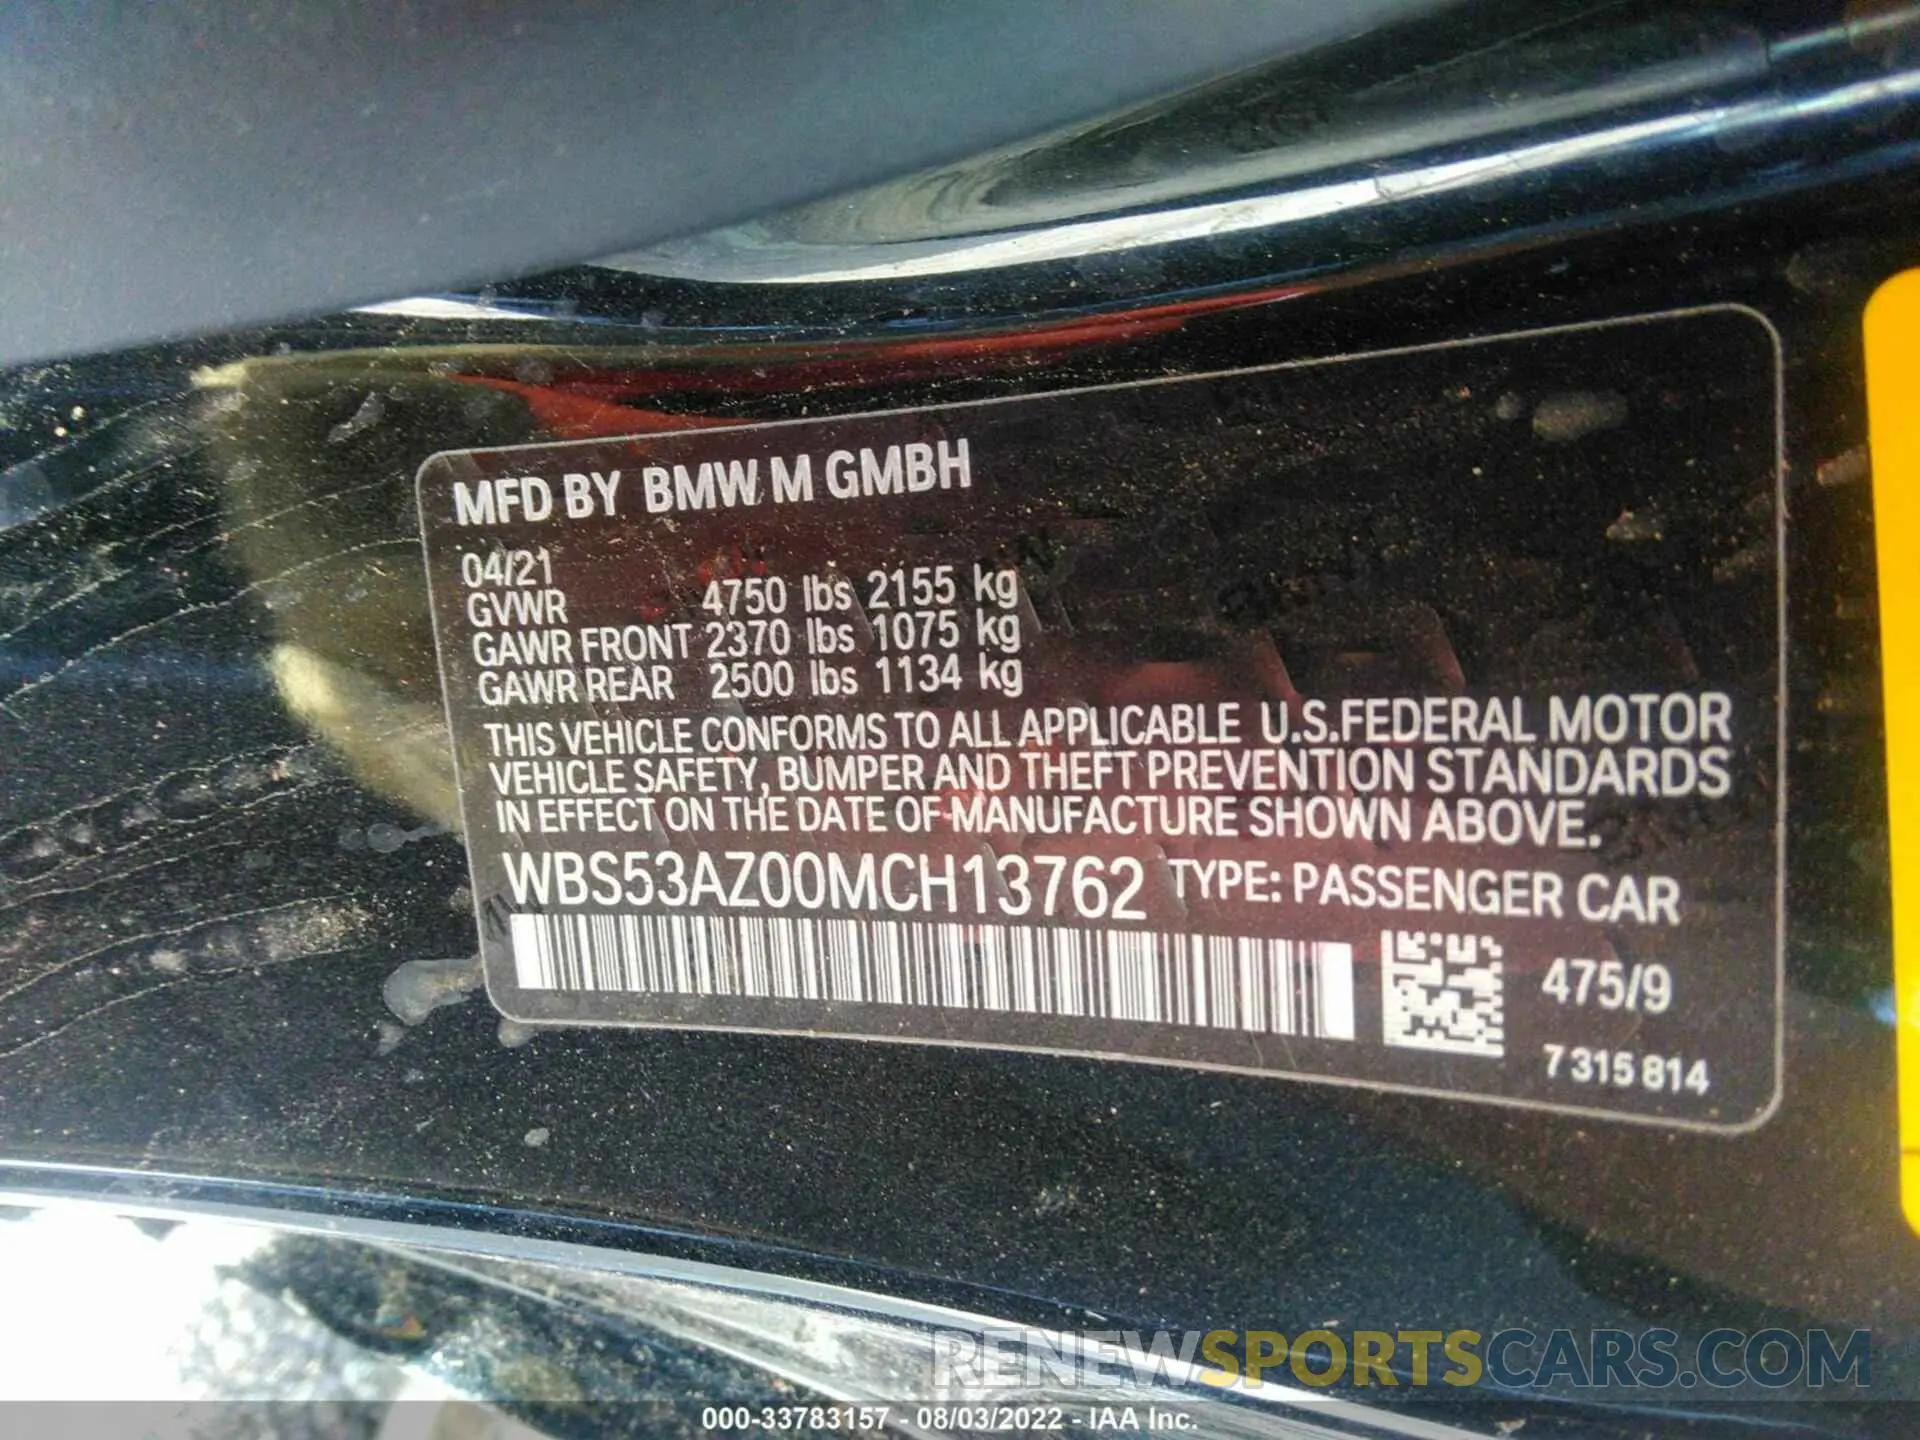 MFD BY BMW M GMBH
04/21
GVWR 4750 lbs 2155 kg
GAWR FRONT 2370 lbs 1075 kg
GAWR REAR 2500 lbs 1134 kg
THIS VEHICLE CONFORMS TO ALL APPLICABLE U.S.FEDERAL MOTOR
VEHICLE SAFETY, BUMPER AND THEFT PREVENTION STANDARDS
IN EFFECT ON THE DATE OF MANUFACTURE SHOWN ABOVE.
WBS53AZ00MCH13762 TYPE: PASSENGER CAR
475/9
7 315 814
RENEWSPORTSCARS.COM
000-33783157 - 08/03/2022 - IAA Inc.